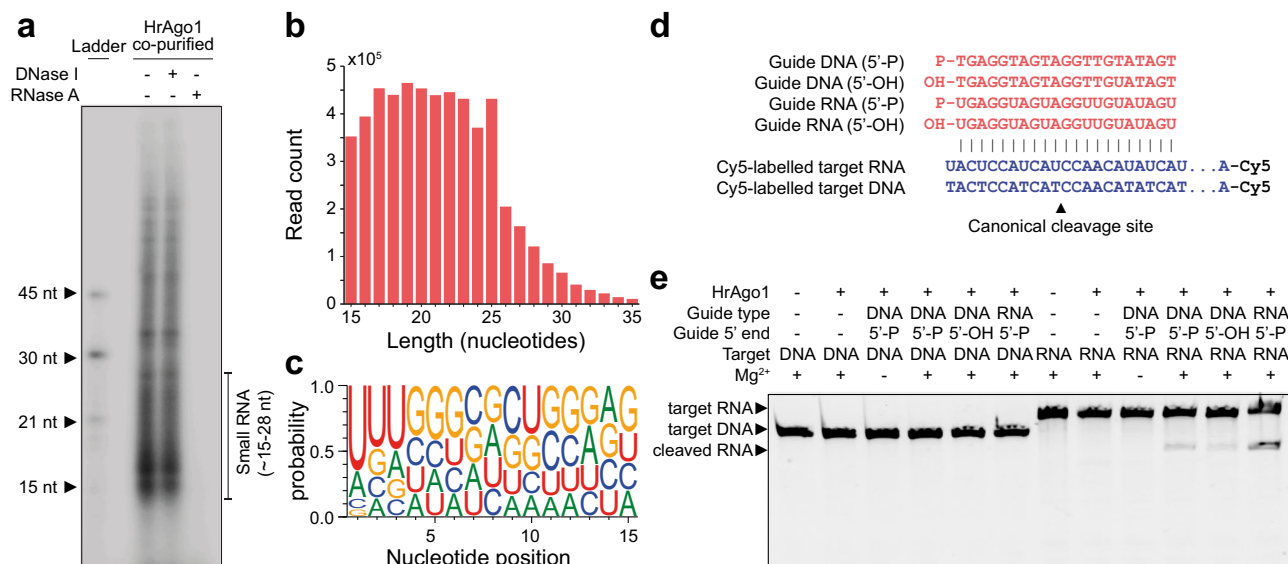 a
HrAgo1
co-purified
Ladder
DNase I - + -
RNase A - - +
45 nt
30 nt
21 nt
15 nt
Small RNA
(~15-28 nt)
b
×10⁵
5
4
3
2
1
0
Read count
15 20 25 30 35
Length (nucleotides)
c
1.0
0.5
0.0
probability
UUUGGGCGCUGGGAG
UGACCUGAGGCCAGU
ACGUACAUUCUUUCC
CGACAUAUCAAAACUA
5 10 15
Nucleotide position
d
Guide DNA (5'-P) P-TGAGGTAGTAGGTTGTATAGT
Guide DNA (5'-OH) OH-TGAGGTAGTAGGTTGTATAGT
Guide RNA (5'-P) P-UGAGGUAGUAGGUUGUAUAGU
Guide RNA (5'-OH) OH-UGAGGUAGUAGGUUGUAUAGU
Cy5-labelled target RNA UACUCCAUCAUCCAACAUAUCAU...A-Cy5
Cy5-labelled target DNA TACTCCATCATCCAACATATCAT...A-Cy5
Canonical cleavage site
e
HrAgo1 - + + + + + - + + + + +
Guide type - - DNA DNA DNA RNA - - DNA DNA DNA RNA
Guide 5' end - - 5'-P 5'-P 5'-OH 5'-P - - 5'-P 5'-P 5'-OH 5'-P
Target DNA DNA DNA DNA DNA DNA RNA RNA RNA RNA RNA RNA
Mg²⁺ + + - + + + + + - + + +
target RNA
target DNA
cleaved RNA